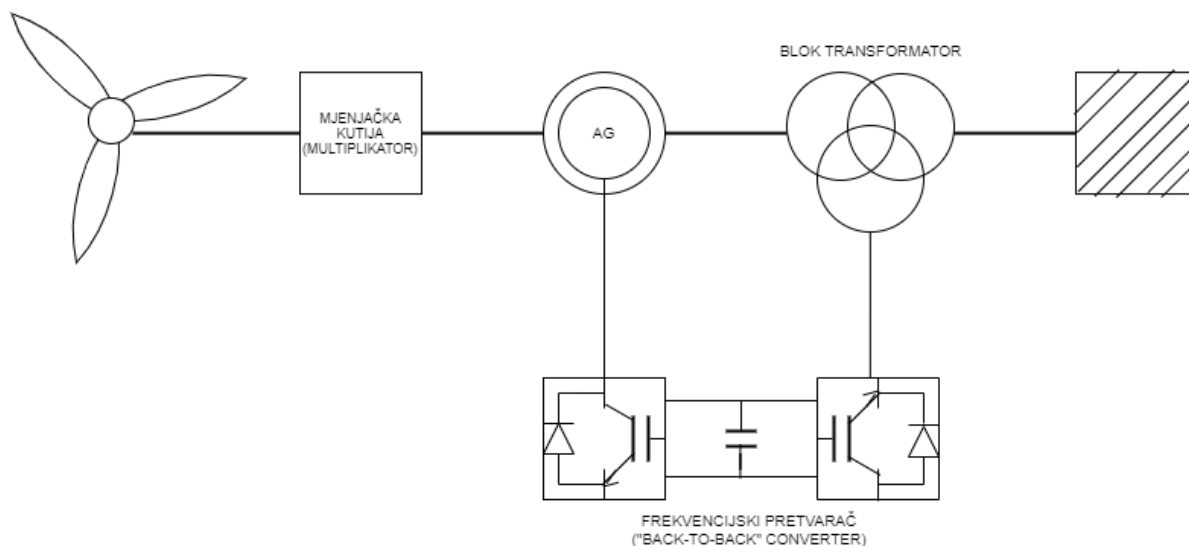 BLOK TRANSFORMATOR
MJENJAČKA
KUTIJA
(MULTIPLIKATOR)
AG
FREKVENCIJSKI PRETVARAČ
("BACK-TO-BACK" CONVERTER)